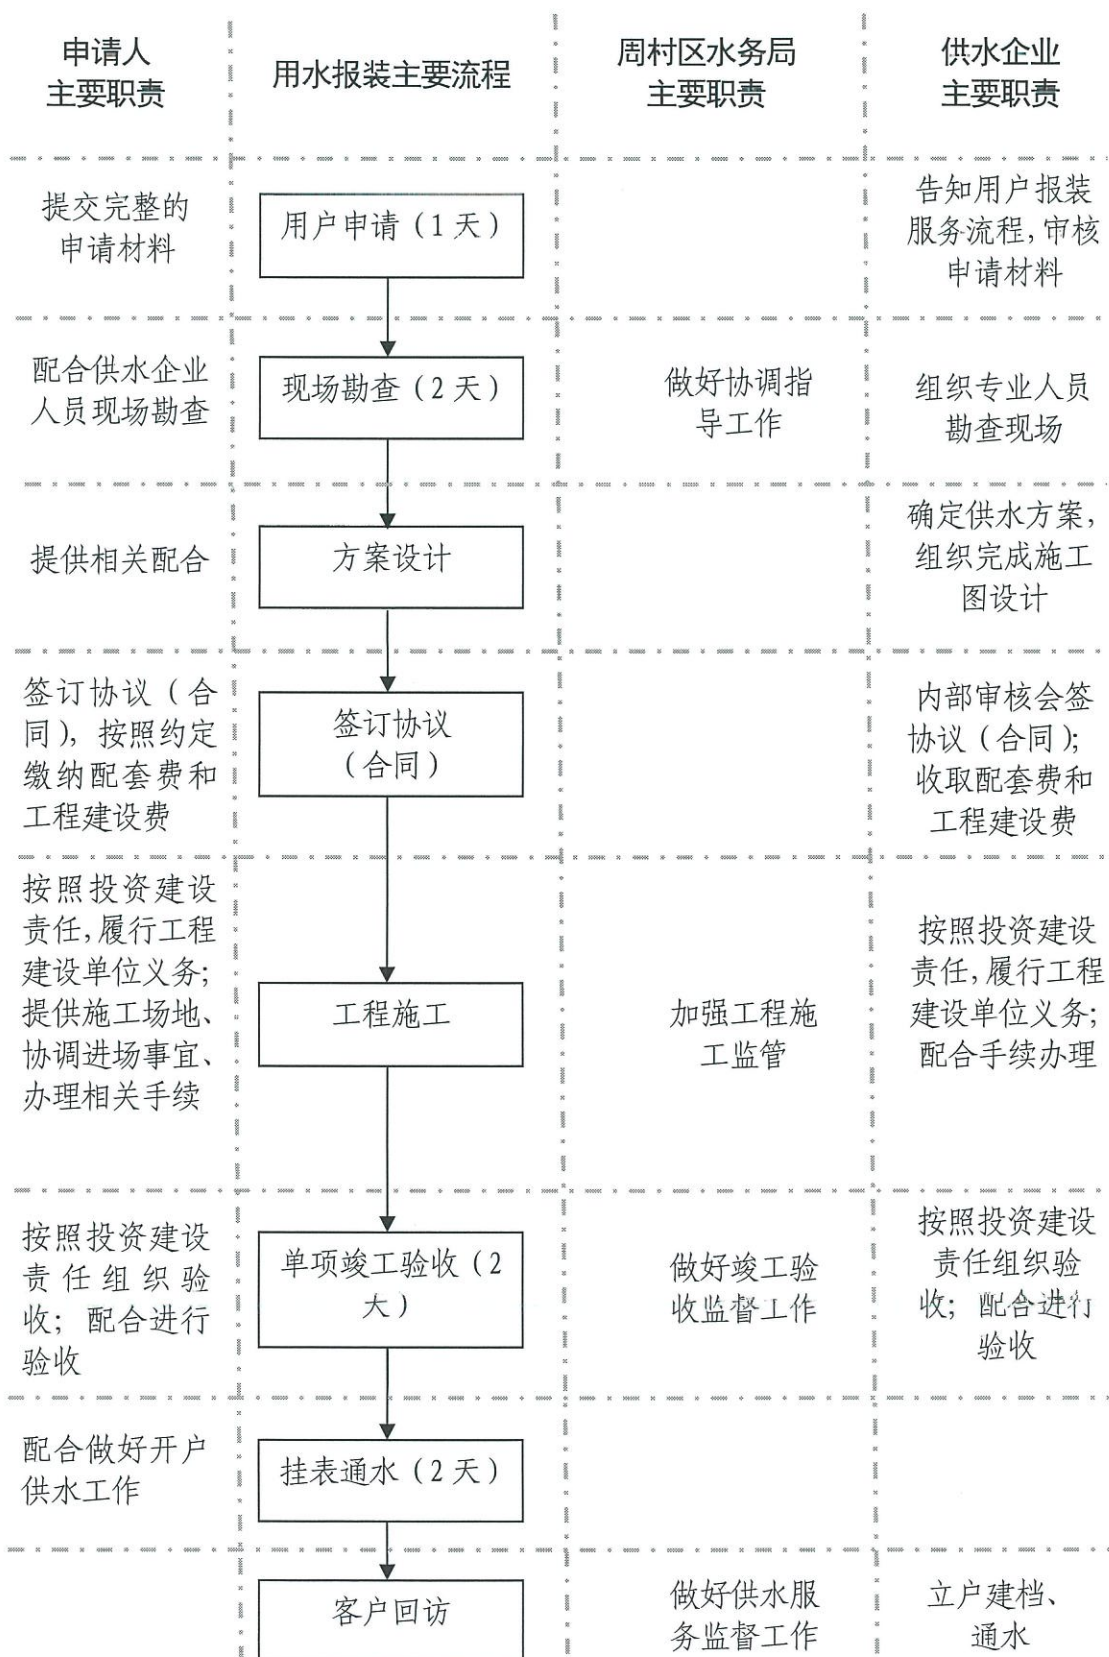 申请人
主要职责
用水报装主要流程
周村区水务局
主要职责
供水企业
主要职责
提交完整的
申请材料
用户申请（1天）
告知用户报装
服务流程，审核
申请材料
配合供水企业
人员现场勘查
现场勘查（2天）
做好协调指
导工作
组织专业人员
勘查现场
提供相关配合
方案设计
确定供水方案，
组织完成施工
图设计
签订协议（合
同），按照约定
缴纳配套费和
工程建设费
签订协议
（合同）
内部审核会签
协议（合同）；
收取配套费和
工程建设费
按照投资建设
责任，履行工程
建设单位义务；
提供施工场地、
协调进场事宜、
办理相关手续
工程施工
加强工程施
工监管
按照投资建设
责任，履行工程
建设单位义务；
配合手续办理
按照投资建设
责任组织验
收；配合进行
验收
单项竣工验收（2
天）
做好竣工验
收监督工作
按照投资建设
责任组织验
收；配合进行
验收
配合做好开户
供水工作
挂表通水（2天）
客户回访
做好供水服
务监督工作
立户建档、
通水